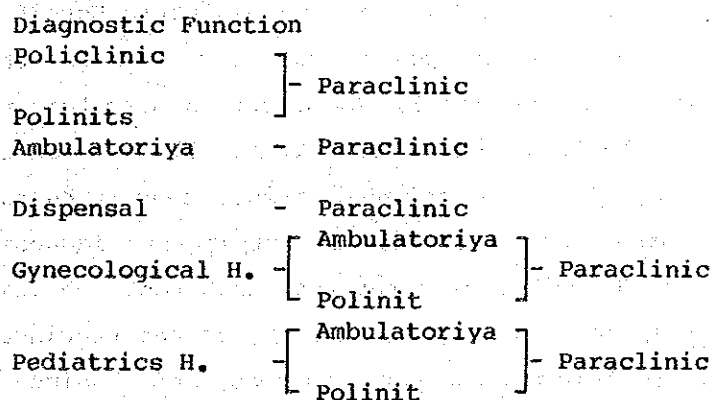 Diagnostic Function
Policlinic
- Paraclinic
Polinits
Ambulatoriya - Paraclinic
Dispensal - Paraclinic
Ambulatoriya
Gynecological H. - - Paraclinic
Polinit
Ambulatoriya
Pediatrics H. - - Paraclinic
Polinit